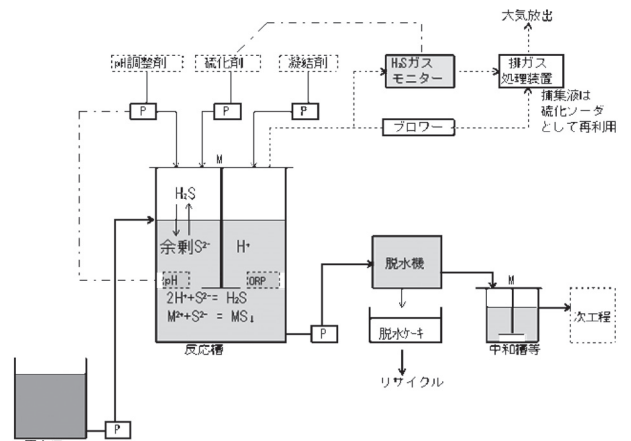 大気放出
pH調整剤
硫化剤
凝結剤
H₂Sガス
モニター
排ガス
処理装置
捕集液は
硫化ソーダ
として再利用
ブロワー
P
P
P
M
H₂S
余剰S²⁻
H⁺
pH
ORP
2H⁺+S²⁻= H₂S
M²⁺+S²⁻ = MS↓
反応槽
P
脱水機
脱水ケーキ
リサイクル
M
中和槽等
次工程
P